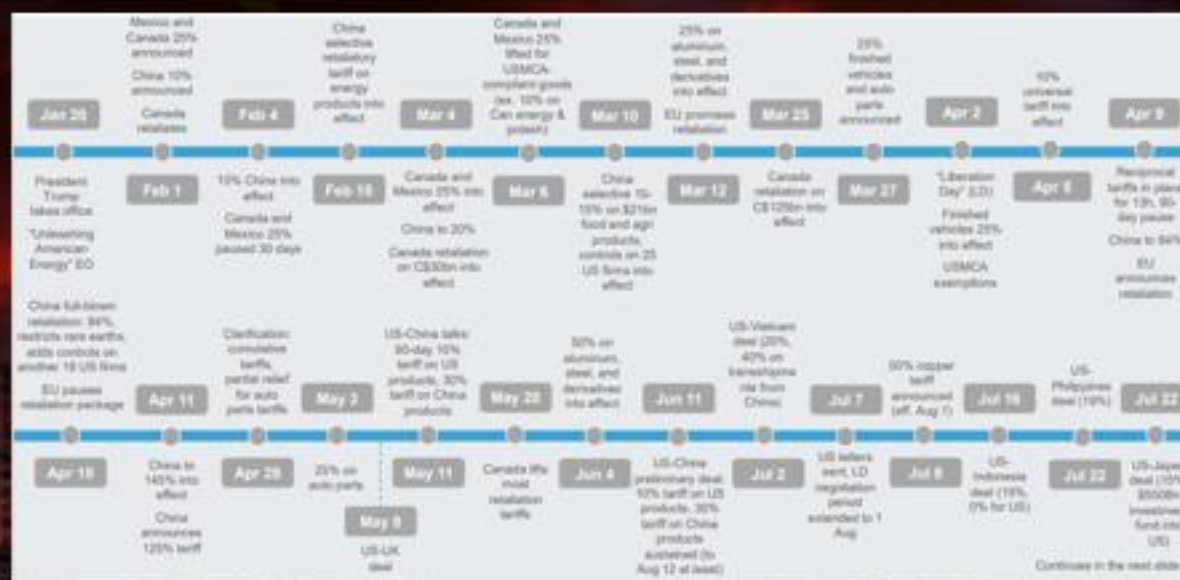 Mexico and
Canada 25%
announced
China 10%
announced
Canada
retaliates
China
selective
retaliatory
tariff on
energy
products into
effect
Canada and
Mexico 25%
lifted for
USMCA-
compliant goods
(ex. 10% on
Can energy &
potash)
25% on
aluminum,
steel, and
derivatives
into effect
EU promises
retaliation
25%
finished
vehicles
and auto
parts
announced
10%
universal
tariff into
effect
Jan 20
Feb 4
Mar 4
Mar 10
Mar 25
Apr 2
Apr 9
President
Trump
takes office
"Unleashing
American
Energy" EO
Feb 1
10% China into
effect
Canada and
Mexico 25%
paused 30 days
Feb 10
Canada and
Mexico 25% into
effect
China to 20%
Canada retaliation
on C$30bn into
effect
Mar 6
China
selective 10-
15% on $21bn
food and agri
products,
controls on 25
US firms into
effect
Mar 12
Canada
retaliation on
C$125bn into
effect
Mar 27
"Liberation
Day" (LD)
Finished
vehicles 25%
into effect
USMCA
exemptions
Apr 5
Reciprocal
tariffs in place
for 13h, 90-
day pause
China to 84%
EU
announces
retaliation
China full-blown
retaliation: 84%,
restricts rare earths,
adds controls on
another 18 US firms
EU pauses
retaliation package
Clarification:
cumulative
tariffs,
partial relief
for auto
parts tariffs
US-China talks:
90-day 10%
tariff on US
products, 30%
tariff on China
products
50% on
aluminum,
steel, and
derivatives
into effect
US-Vietnam
deal (20%,
40% on
transshipme
nts from
China)
50% copper
tariff
announced
(eff. Aug 1)
US-
Philippines
deal (19%)
Apr 11
May 3
May 28
Jun 11
Jul 7
Jul 16
Jul 22
Apr 10
China to
145% into
effect
China
announces
125% tariff
Apr 29
25% on
auto parts
May 8
US-UK
deal
May 11
Canada lifts
most
retaliation
tariffs
Jun 4
US-China
preliminary deal:
10% tariff on US
products, 30%
tariff on China
products
sustained (to
Aug 12 at least)
Jul 2
US letters
sent, LD
negotiation
period
extended to 1
Aug
Jul 8
US-
Indonesia
deal (19%,
0% for US)
Jul 22
US-Japan
deal (15%
$550Bn
investment
fund into
US)
Continues in the next slide